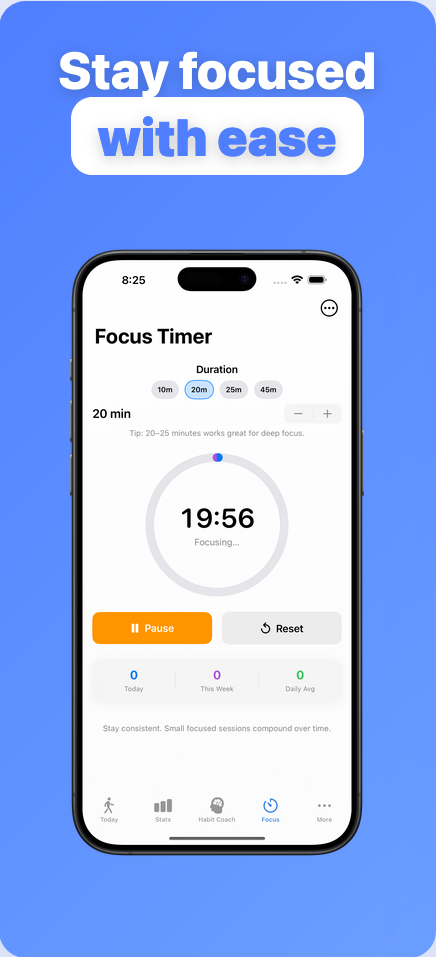 Stay focused
with ease
8:25
Focus Timer
Duration
10m 20m 25m 45m
20 min − +
Tip: 20–25 minutes works great for deep focus.
19:56
Focusing...
Pause Reset
0 0 0
Today This Week Daily Avg
Stay consistent. Small focused sessions compound over time.
Today Stats Habit Coach Focus More